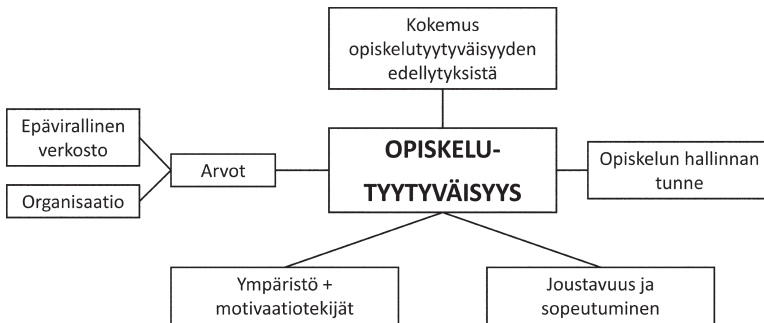 Kokemus
opiskelutyytyväisyyden
edellytyksistä
Epävirallinen
verkosto
Organisaatio
Arvot
OPISKELU-
TYYTYVÄISYYS
Opiskelun hallinnan
tunne
Ympäristö +
motivaatiotekijät
Joustavuus ja
sopeutuminen